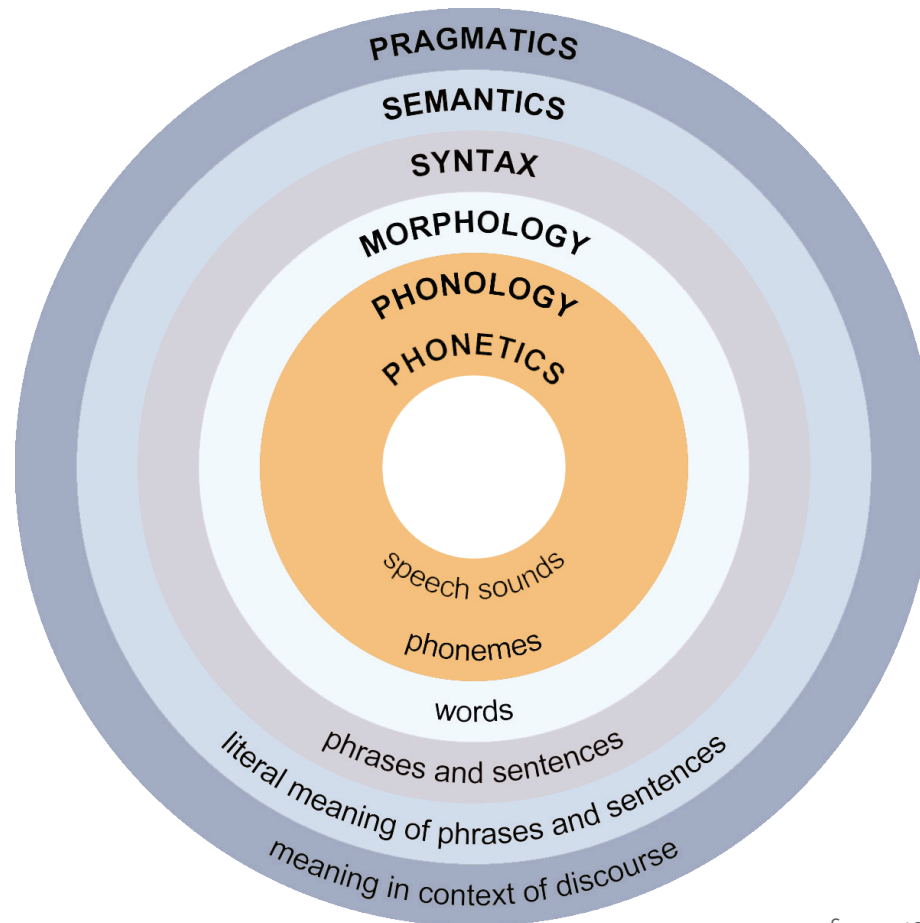 PRAGMATICS
SEMANTICS
SYNTAX
MORPHOLOGY
PHONOLOGY
PHONETICS
speech sounds
phonemes
words
phrases and sentences
literal meaning of phrases and sentences
meaning in context of discourse